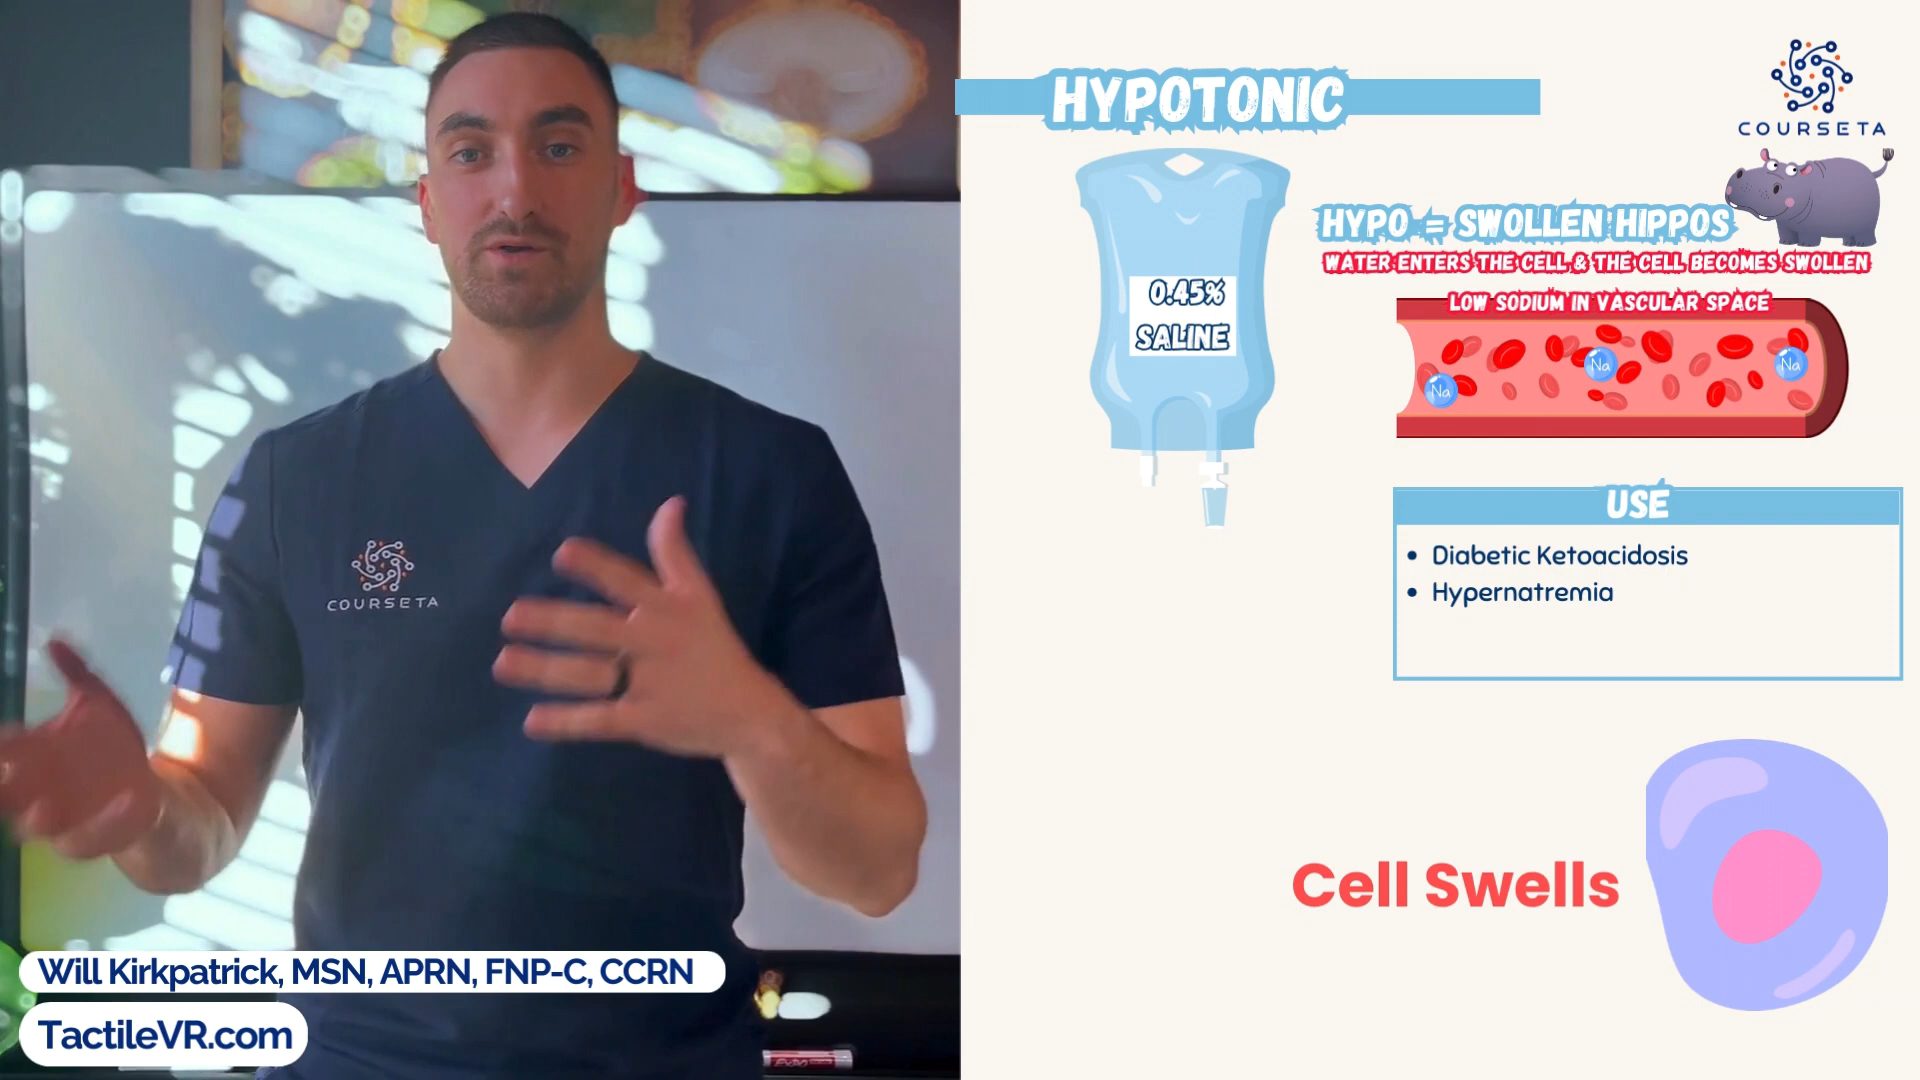 HYPOTONIC
COURSETA
HYPO = SWOLLEN HIPPOS
WATER ENTERS THE CELL & THE CELL BECOMES SWOLLEN
0.45%
SALINE
LOW SODIUM IN VASCULAR SPACE
Na
Na
Na
USE
• Diabetic Ketoacidosis
• Hypernatremia
Cell Swells
COURSETA
Will Kirkpatrick, MSN, APRN, FNP-C, CCRN
TactileVR.com
EXPO